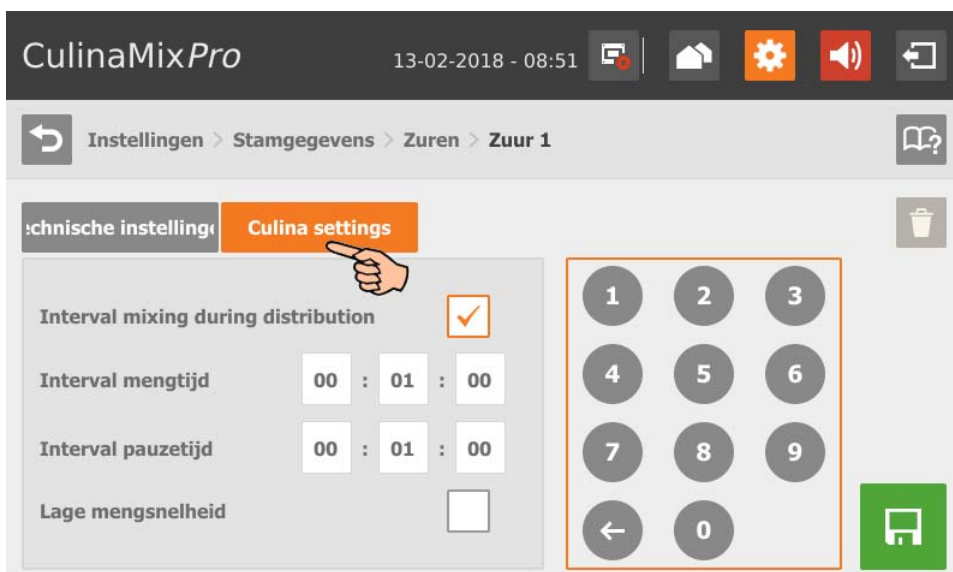 CulinaMixPro 13-02-2018 - 08:51
Instellingen > Stamgegevens > Zuren > Zuur 1
echnische instellinge Culina settings
Interval mixing during distribution
Interval mengtijd 00 : 01 : 00
Interval pauzetijd 00 : 01 : 00
Lage mengsnelheid
1 2 3
4 5 6
7 8 9
← 0